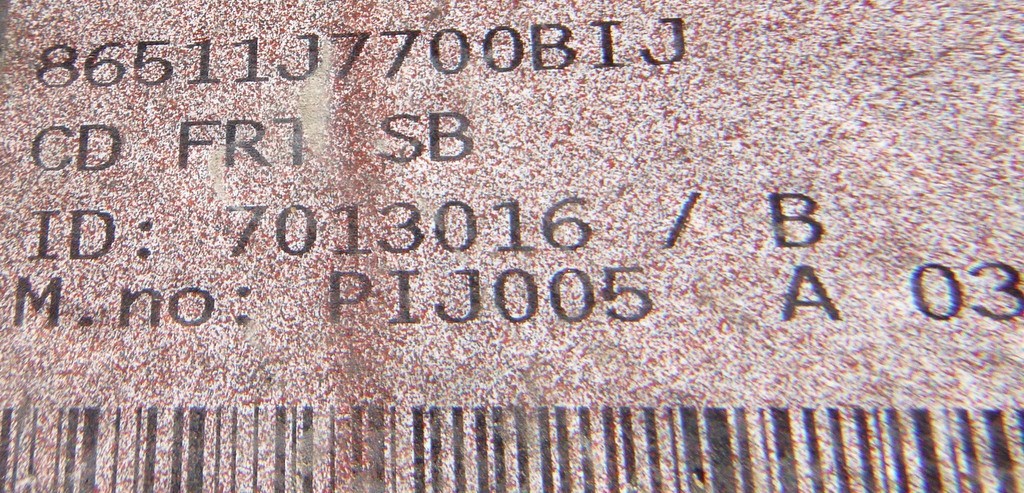 86511J7700BIJ
CD FRT SB
ID: 7013016 / B
M.no: PIJ005 A 03